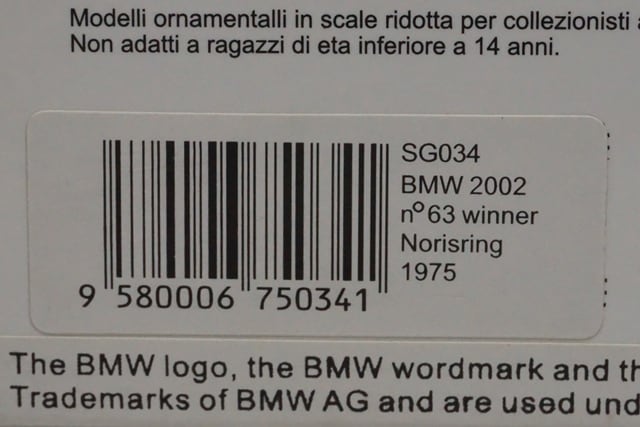 Modelli ornamentalli in scale ridotta per collezionisti
Non adatti a ragazzi di eta inferiore a 14 anni.
SG034
BMW 2002
nº63 winner
Norisring
1975
9 580006 750341
The BMW logo, the BMW wordmark and
Trademarks of BMW AG and are used